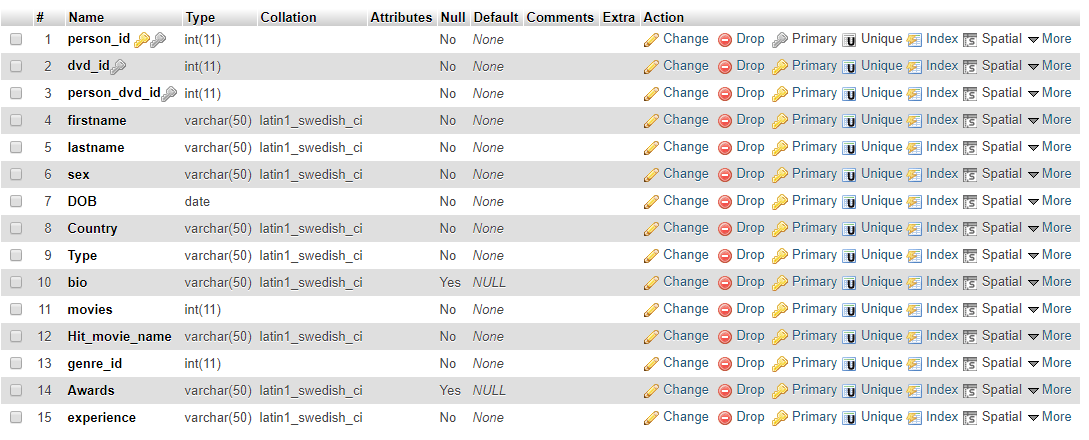 # Name Type Collation Attributes Null Default Comments Extra Action
1 person_id int(11) No None Change Drop Primary Unique Index Spatial More
2 dvd_id int(11) No None Change Drop Primary Unique Index Spatial More
3 person_dvd_id int(11) No None Change Drop Primary Unique Index Spatial More
4 firstname varchar(50) latin1_swedish_ci No None Change Drop Primary Unique Index Spatial More
5 lastname varchar(50) latin1_swedish_ci No None Change Drop Primary Unique Index Spatial More
6 sex varchar(50) latin1_swedish_ci No None Change Drop Primary Unique Index Spatial More
7 DOB date No None Change Drop Primary Unique Index Spatial More
8 Country varchar(50) latin1_swedish_ci No None Change Drop Primary Unique Index Spatial More
9 Type varchar(50) latin1_swedish_ci No None Change Drop Primary Unique Index Spatial More
10 bio varchar(50) latin1_swedish_ci Yes NULL Change Drop Primary Unique Index Spatial More
11 movies int(11) No None Change Drop Primary Unique Index Spatial More
12 Hit_movie_name varchar(50) latin1_swedish_ci No None Change Drop Primary Unique Index Spatial More
13 genre_id int(11) No None Change Drop Primary Unique Index Spatial More
14 Awards varchar(50) latin1_swedish_ci Yes NULL Change Drop Primary Unique Index Spatial More
15 experience varchar(50) latin1_swedish_ci No None Change Drop Primary Unique Index Spatial More